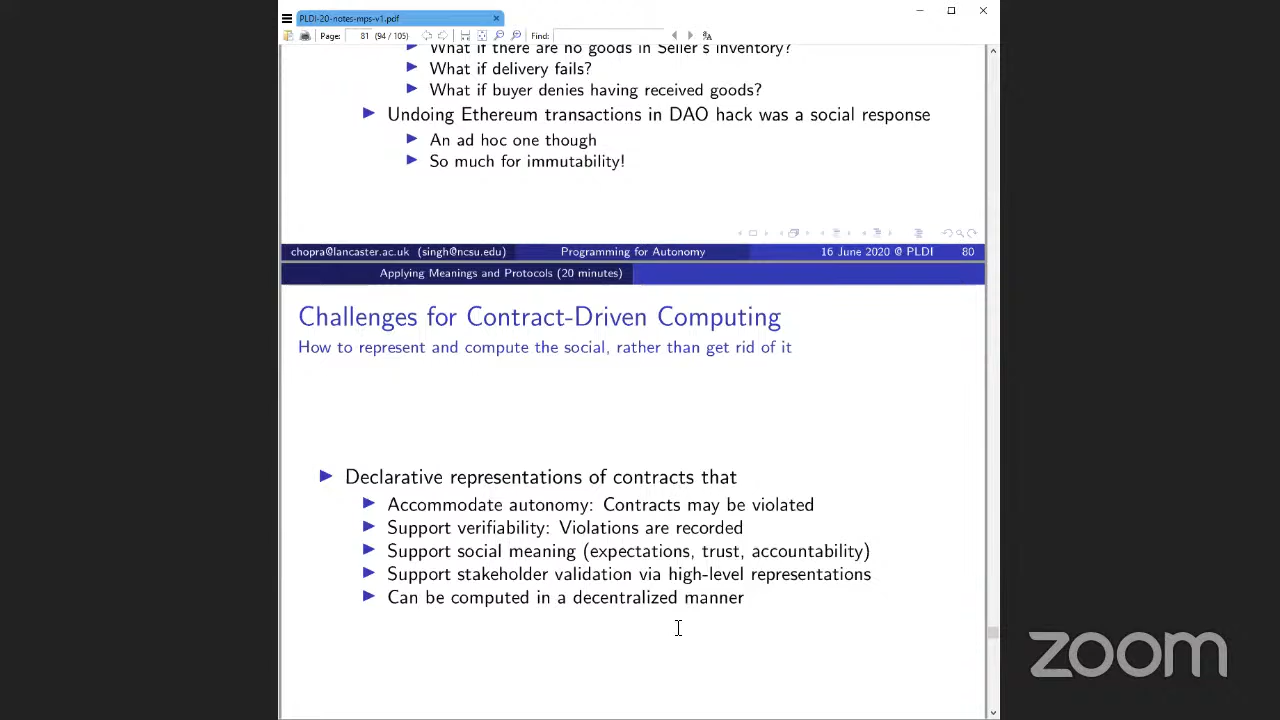 PLDI-20-notes-mps-v1.pdf
Page: 81 (94 / 105) Find:
What if there are no goods in Seller's inventory?
What if delivery fails?
What if buyer denies having received goods?
Undoing Ethereum transactions in DAO hack was a social response
An ad hoc one though
So much for immutability!
chopra@lancaster.ac.uk (singh@ncsu.edu) Programming for Autonomy 16 June 2020 @ PLDI 80
Applying Meanings and Protocols (20 minutes)
Challenges for Contract-Driven Computing
How to represent and compute the social, rather than get rid of it
Declarative representations of contracts that
Accommodate autonomy: Contracts may be violated
Support verifiability: Violations are recorded
Support social meaning (expectations, trust, accountability)
Support stakeholder validation via high-level representations
Can be computed in a decentralized manner
zoom